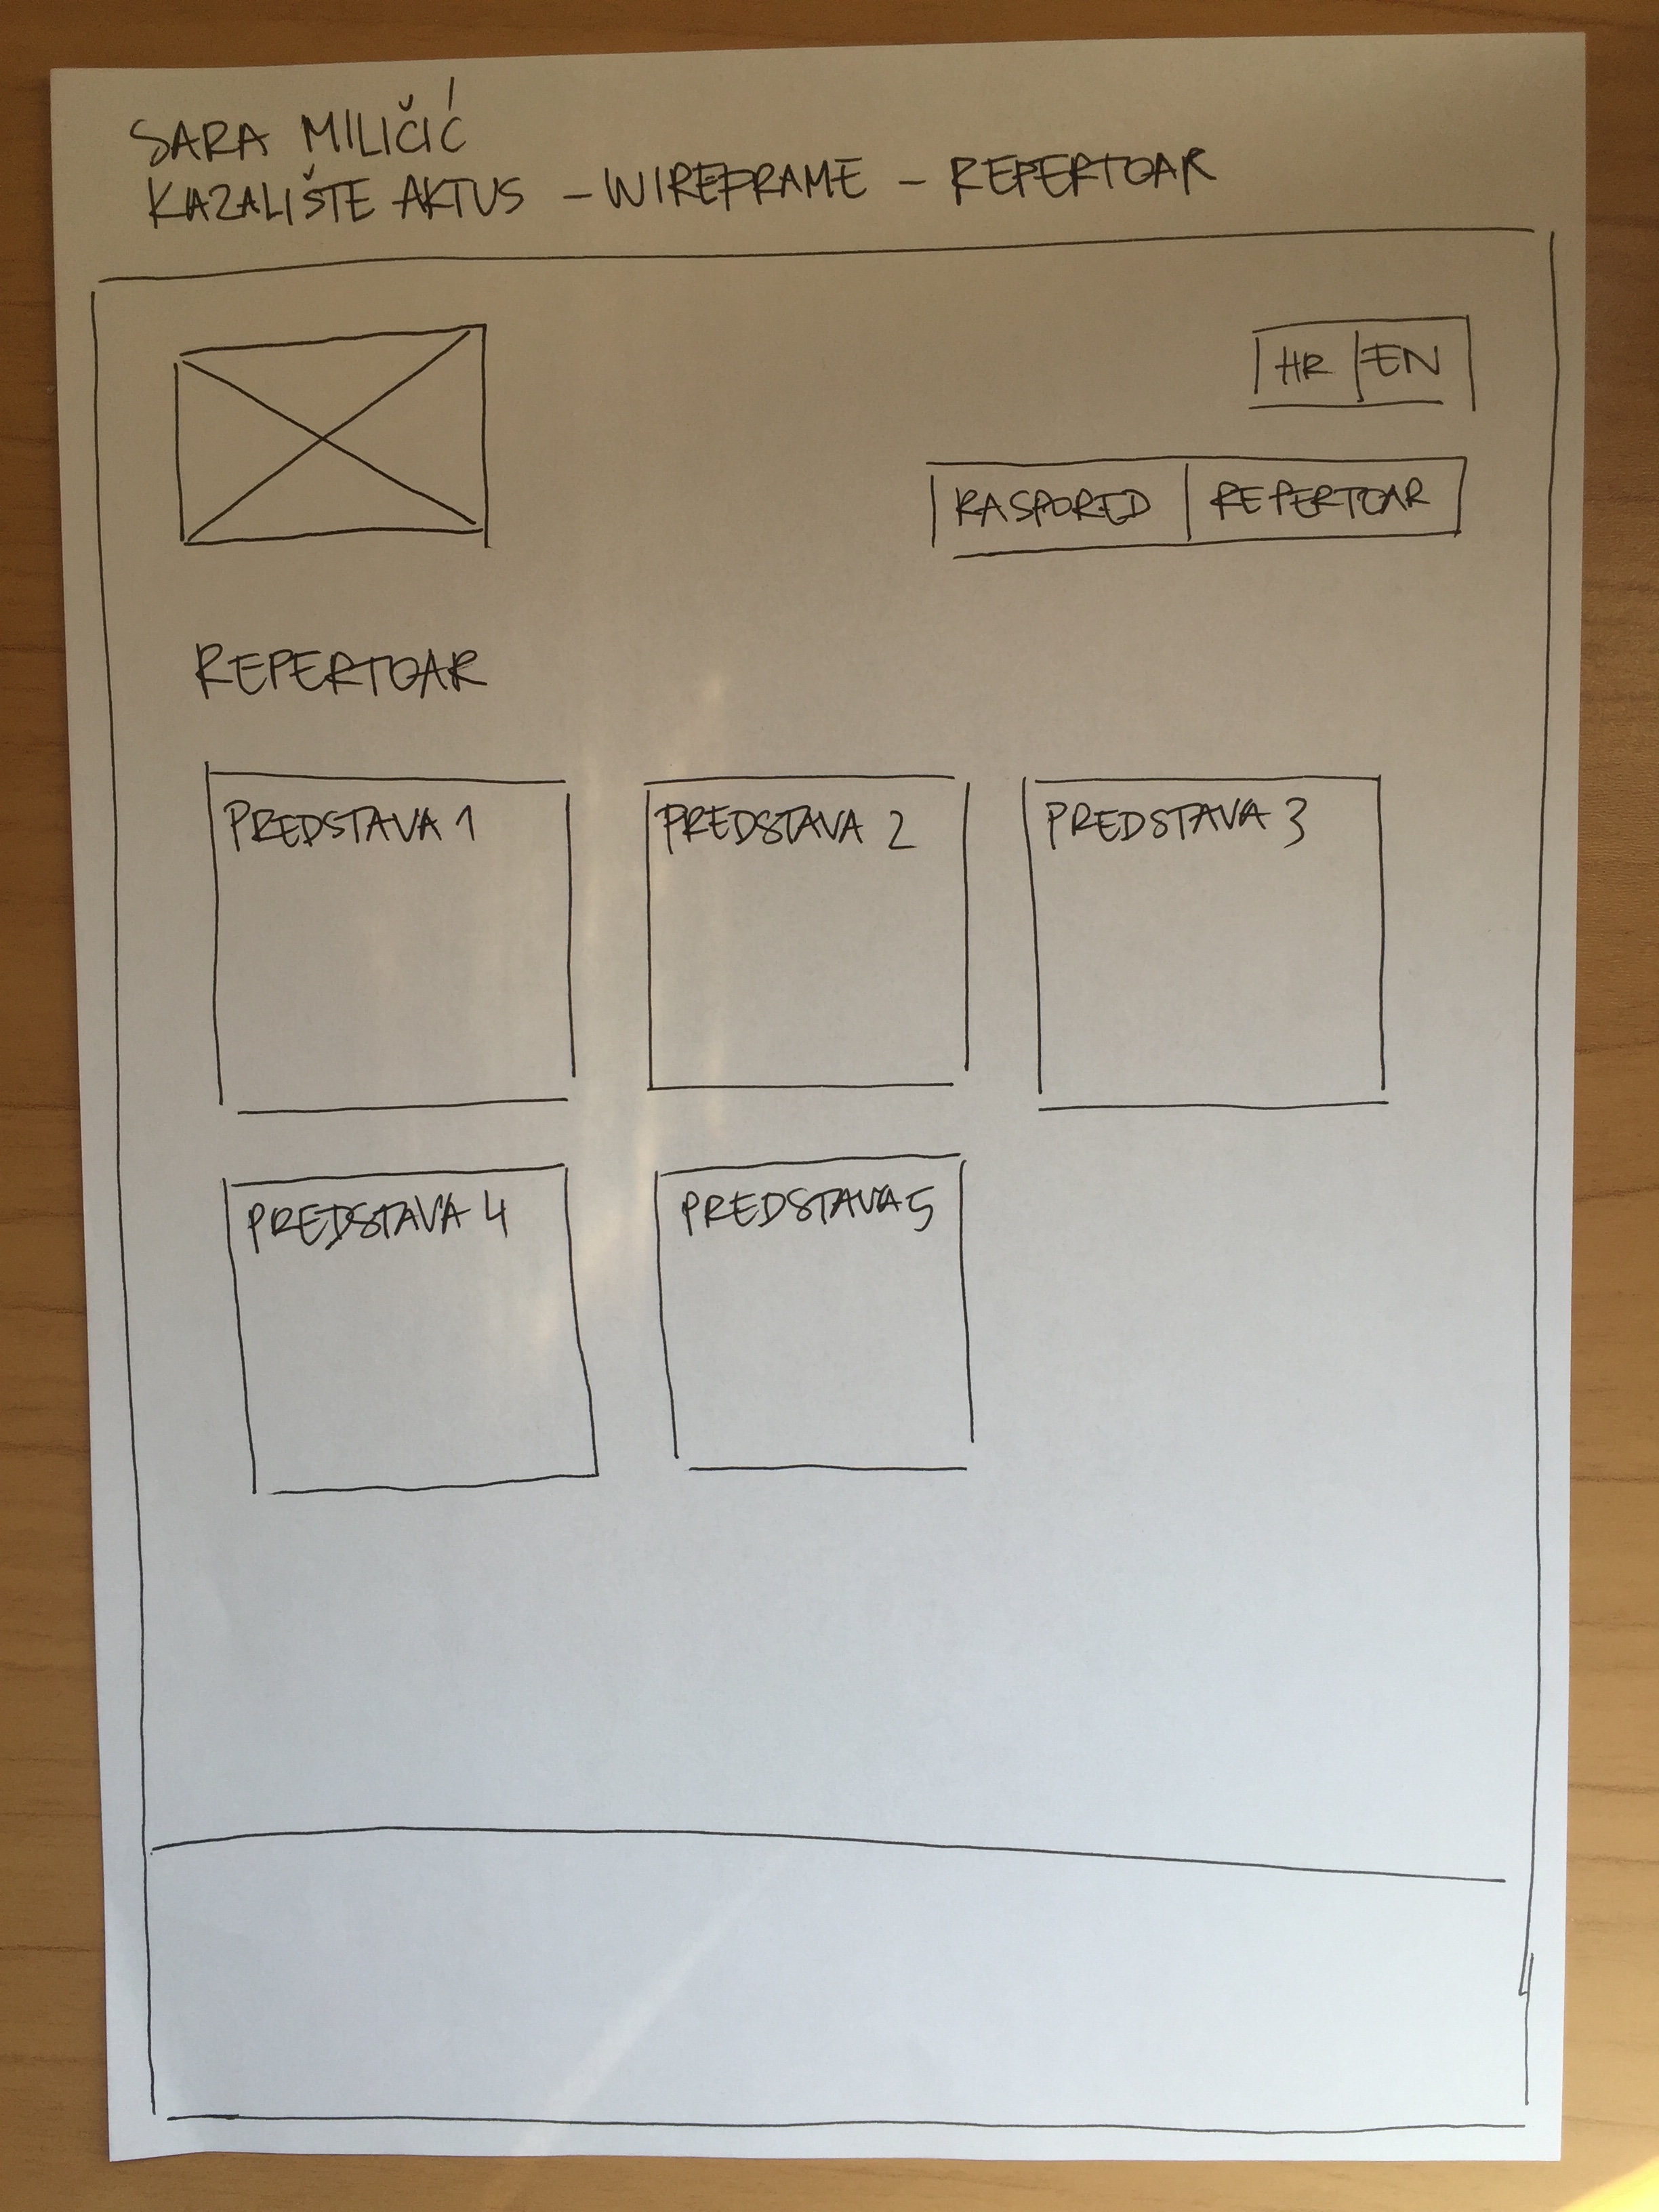 SARA MILIČIĆ
KAZALIŠTE AKTUS – WIREFRAME – REPERTOAR
HR | EN
RASPORED | REPERTOAR
REPERTOAR
PREDSTAVA 1 PREDSTAVA 2 PREDSTAVA 3
PREDSTAVA 4 PREDSTAVA 5